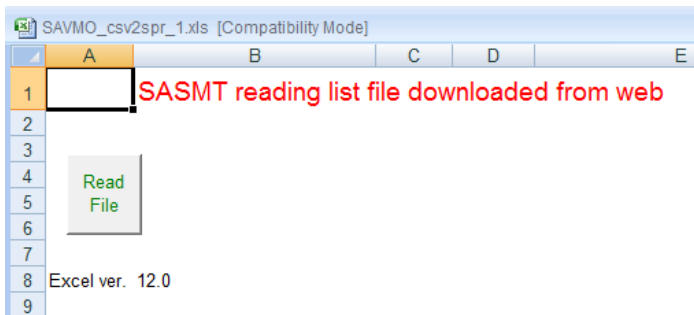 SAVMO_csv2spr_1.xls [Compatibility Mode]
A B C D E
1 SASMT reading list file downloaded from web
2
3
4 Read
5 File
6
7
8 Excel ver. 12.0
9